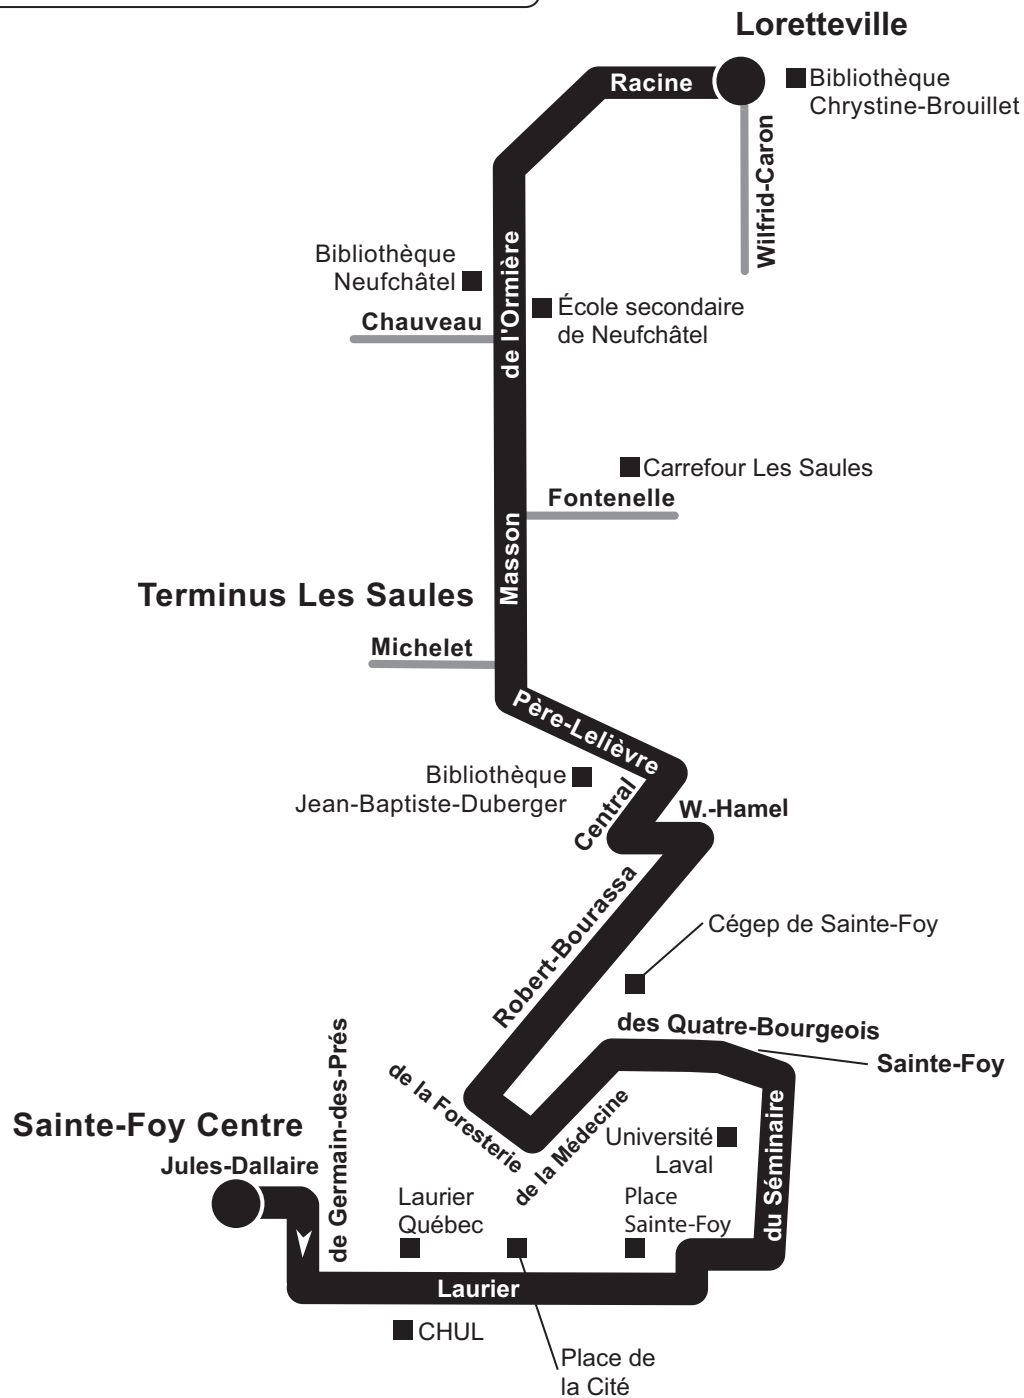 Loretteville
Racine
Bibliothèque
Chrystine-Brouillet
Wilfrid-Caron
Bibliothèque
Neufchâtel
de l'Ormière
École secondaire
de Neufchâtel
Chauveau
Carrefour Les Saules
Fontenelle
Masson
Terminus Les Saules
Michelet
Père-Lelièvre
Bibliothèque
Jean-Baptiste-Duberger
Central
W.-Hamel
Robert-Bourassa
Cégep de Sainte-Foy
des Quatre-Bourgeois
Sainte-Foy
de la Foresterie
de la Médecine
Université
Laval
du Séminaire
Sainte-Foy Centre
Jules-Dallaire
de Germain-des-Prés
Laurier
Québec
Place
Sainte-Foy
Laurier
CHUL
Place de
la Cité